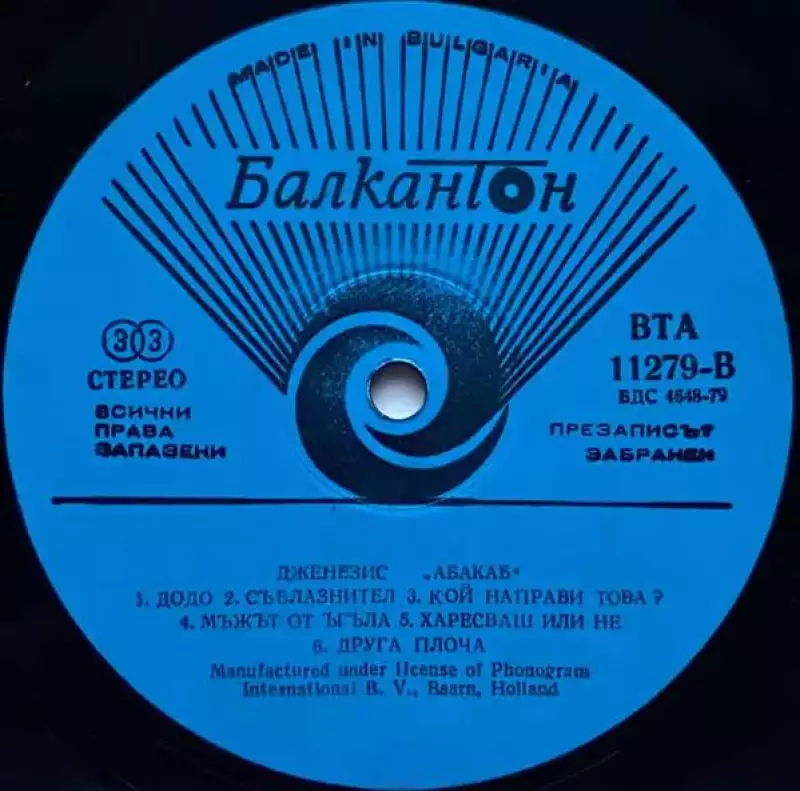 MADE IN BULGARIA
Балкантон
33
СТЕРЕО
ВСИЧКИ
ПРАВА
ЗАПАЗЕНИ
ВТА
11279-В
БДС 4648-79
ПРЕЗАПИСЪТ
ЗАБРАНЕН
ДЖЕНЕЗИС „АБАКАБ“
1. ДОДО 2. СЪБЛАЗНИТЕЛ 3. КОЙ НАПРАВИ ТОВА?
4. МЪЖЪТ ОТ ЪГЪЛА 5. ХАРЕСВАШ ИЛИ НЕ
6. ДРУГА ПЛОЧА
Manufactured under license of Phonogram
International B. V., Baarn, Holland